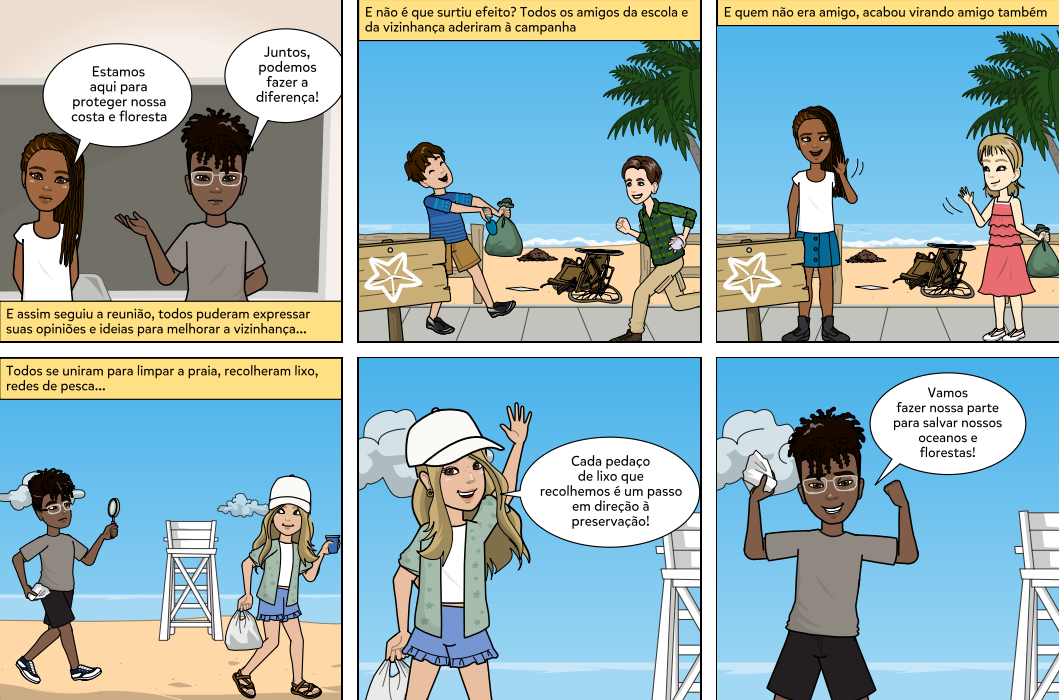 Estamos
aqui para
proteger nossa
costa e floresta
Juntos,
podemos
fazer a
diferença!
E assim seguiu a reunião, todos puderam expressar
suas opiniões e ideias para melhorar a vizinhança...
E não é que surtiu efeito? Todos os amigos da escola e
da vizinhança aderiram à campanha
E quem não era amigo, acabou virando amigo também
Todos se uniram para limpar a praia, recolheram lixo,
redes de pesca...
Cada pedaço
de lixo que
recolhemos é um passo
em direção à
preservação!
Vamos
fazer nossa parte
para salvar nossos
oceanos e
florestas!